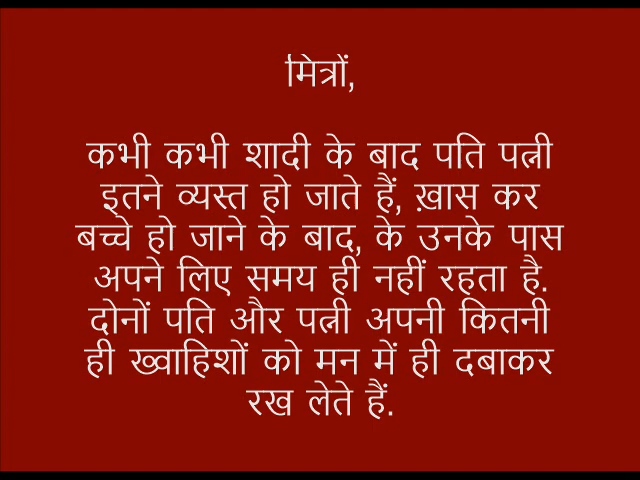 मित्रों,
कभी कभी शादी के बाद पति पत्नी
इतने व्यस्त हो जाते हैं, ख़ास कर
बच्चे हो जाने के बाद, के उनके पास
अपने लिए समय ही नहीं रहता है.
दोनों पति और पत्नी अपनी कितनी
ही ख्वाहिशों को मन में ही दबाकर
रख लेते हैं.